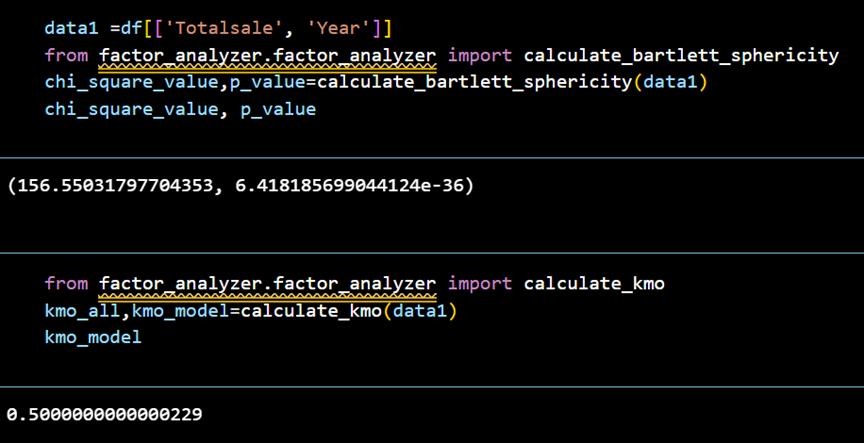 data1 =df[['Totalsale', 'Year']]
from factor_analyzer.factor_analyzer import calculate_bartlett_sphericity
chi_square_value,p_value=calculate_bartlett_sphericity(data1)
chi_square_value, p_value
(156.55031797704353, 6.418185699044124e-36)
from factor_analyzer.factor_analyzer import calculate_kmo
kmo_all,kmo_model=calculate_kmo(data1)
kmo_model
0.5000000000000229